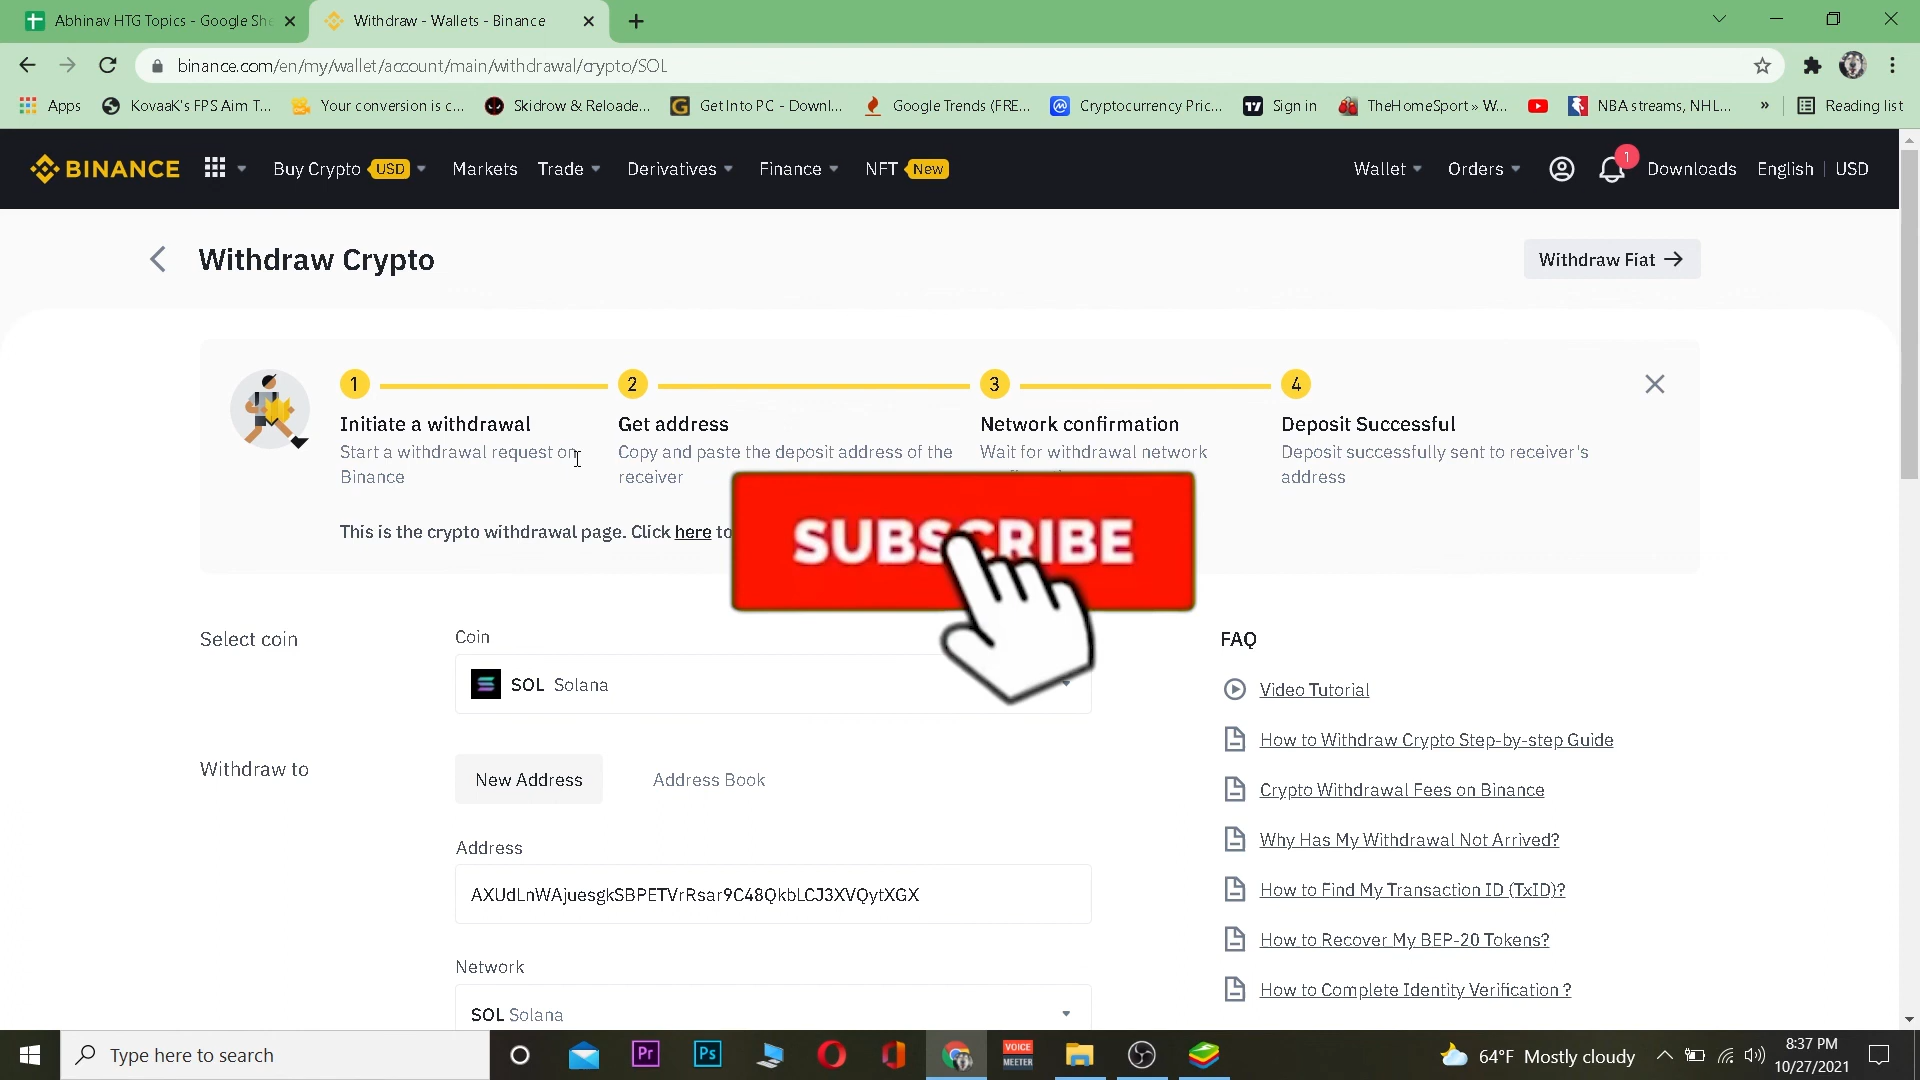 Abhinav HTG Topics - Google She
Withdraw - Wallets - Binance
binance.com/en/my/wallet/account/main/withdrawal/crypto/SOL
Apps
KovaaK's FPS Aim T...
Your conversion is c...
Skidrow & Reloade...
Get Into PC - Downl...
Google Trends (FRE...
Cryptocurrency Pric...
Sign in
TheHomeSport » W...
NBA streams, NHL...
»
Reading list
BINANCE
Buy Crypto USD
Markets
Trade
Derivatives
Finance
NFT New
Wallet
Orders
1
Downloads
English
USD
Withdraw Crypto
Withdraw Fiat →
1
2
3
4
Initiate a withdrawal
Get address
Network confirmation
Deposit Successful
Start a withdrawal request on
Binance
Copy and paste the deposit address of the
receiver
Wait for withdrawal network
Deposit successfully sent to receiver's
address
This is the crypto withdrawal page. Click here to
SUBSCRIBE
Select coin
Coin
SOL Solana
Withdraw to
New Address
Address Book
Address
AXUdLnWAjuesgkSBPETVrRsar9C48QkbLCJ3XVQytXGX
Network
SOL Solana
FAQ
Video Tutorial
How to Withdraw Crypto Step-by-step Guide
Crypto Withdrawal Fees on Binance
Why Has My Withdrawal Not Arrived?
How to Find My Transaction ID (TxID)?
How to Recover My BEP-20 Tokens?
How to Complete Identity Verification ?
Type here to search
Pr
Ps
VOICE
MEETER
64°F Mostly cloudy
8:37 PM
10/27/2021